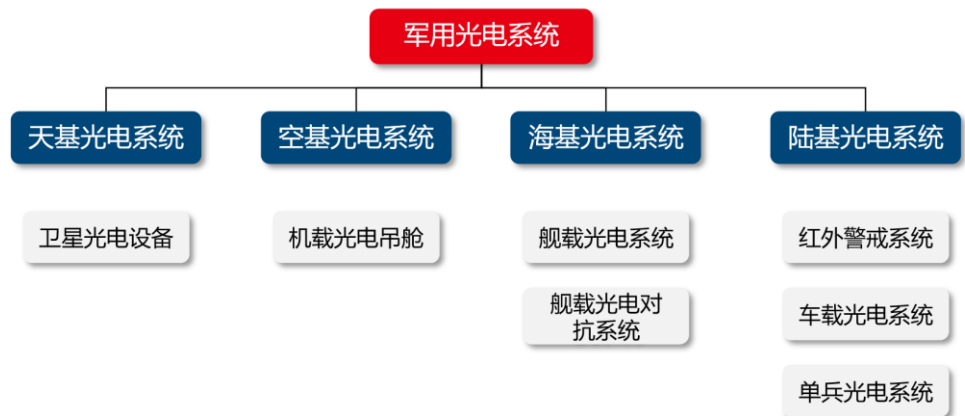 军用光电系统
天基光电系统
空基光电系统
海基光电系统
陆基光电系统
卫星光电设备
机载光电吊舱
舰载光电系统
红外警戒系统
舰载光电对
抗系统
车载光电系统
单兵光电系统